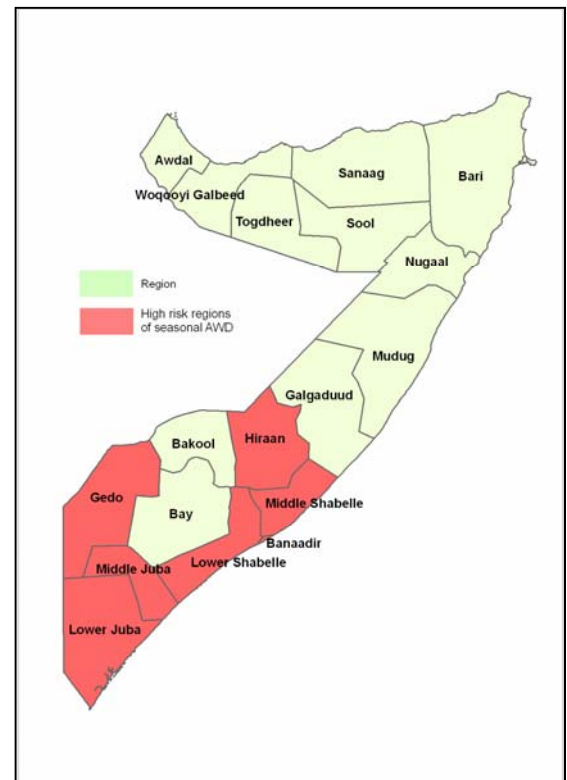 Awdal
Sanaag
Bari
Woqooyi Galbeed
Togdheer
Sool
Nugaal
Region
High risk regions
of seasonal AWD
Mudug
Galgaduud
Hiraan
Bakool
Gedo
Middle Shabelle
Bay
Banaadir
Lower Shabelle
Middle Juba
Lower Juba